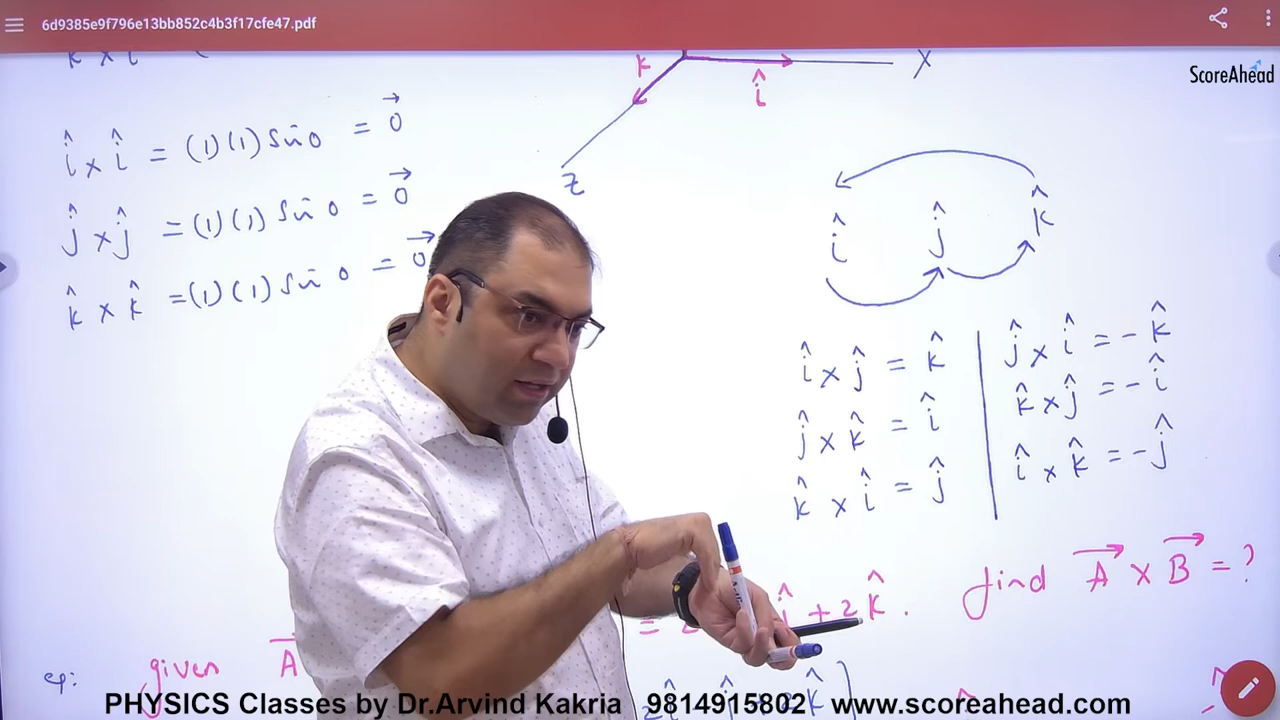 6d9385e9f796e13bb852c4b3f17cfe47.pdf
ScoreAhead
k X
î
Z
î × î = (1)(1) Sin 0 = 0⃗
ĵ × ĵ = (1)(1) Sin 0 = 0⃗
k̂ × k̂ = (1)(1) Sin 0 = 0⃗
î ĵ k̂
î × ĵ = k̂ | ĵ × î = - k̂
ĵ × k̂ = î | k̂ × ĵ = - î
k̂ × î = ĵ | î × k̂ = - ĵ
= + 2 k̂ . find A⃗ × B⃗ = ?
eg: given A⃗
k̂ )
PHYSICS Classes by Dr.Arvind Kakria 9814915802 www.scoreahead.com